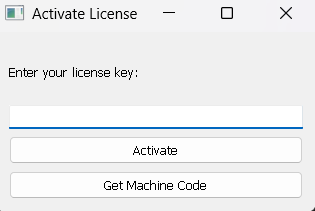 Activate License
Enter your license key:
Activate
Get Machine Code